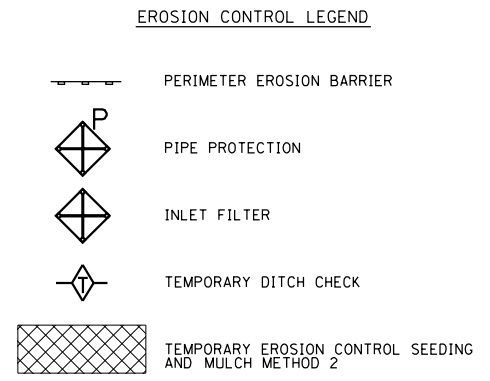 EROSION CONTROL LEGEND
PERIMETER EROSION BARRIER
P
PIPE PROTECTION
INLET FILTER
T
TEMPORARY DITCH CHECK
TEMPORARY EROSION CONTROL SEEDING
AND MULCH METHOD 2